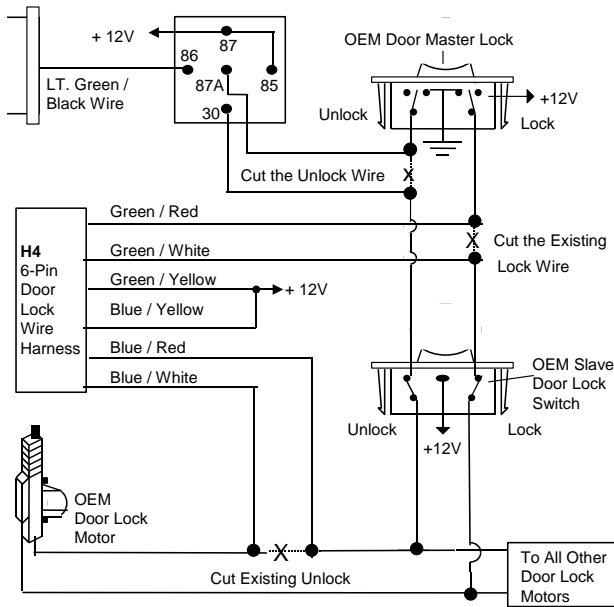 + 12V
87
OEM Door Master Lock
86
LT. Green /
Black Wire
87A
85
30
+12V
Unlock
Lock
Cut the Unlock Wire
X
Green / Red
X
Cut the Existing
Lock Wire
H4
6-Pin
Door
Lock
Wire
Harness
Green / White
Green / Yellow
+ 12V
Blue / Yellow
Blue / Red
Blue / White
OEM Slave
Door Lock
Switch
Unlock
Lock
+12V
OEM
Door Lock
Motor
X
Cut Existing Unlock
To All Other
Door Lock
Motors